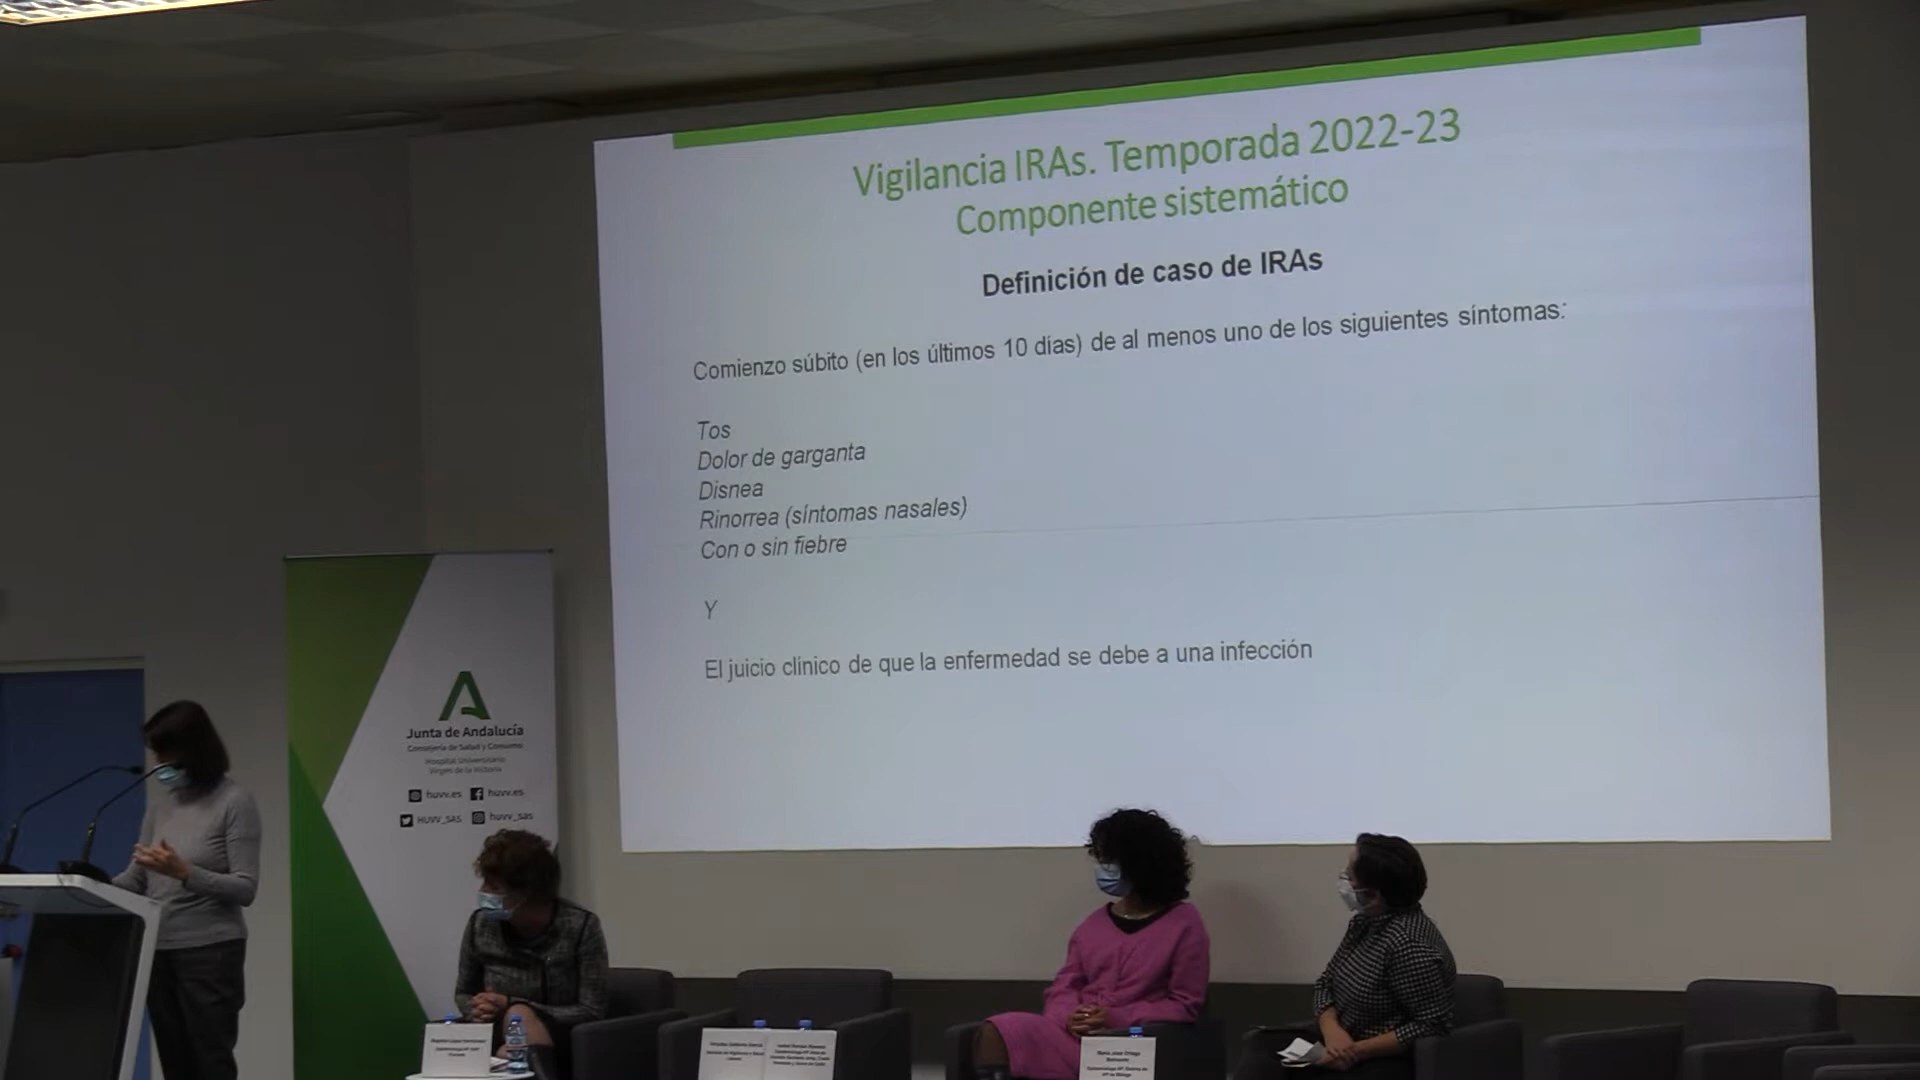 Vigilancia IRAs. Temporada 2022-23
Componente sistemático
Definición de caso de IRAs
Comienzo súbito (en los últimos 10 días) de al menos uno de los siguientes síntomas:
Tos
Dolor de garganta
Disnea
Rinorrea (síntomas nasales)
Con o sin fiebre
Y
El juicio clínico de que la enfermedad se debe a una infección
Junta de Andalucía
Consejería de Salud y Consumo
Hospital Universitario
Virgen de la Victoria
huvv.es huvv.es
HUVV_SAS huvv_sas
María José Ortega